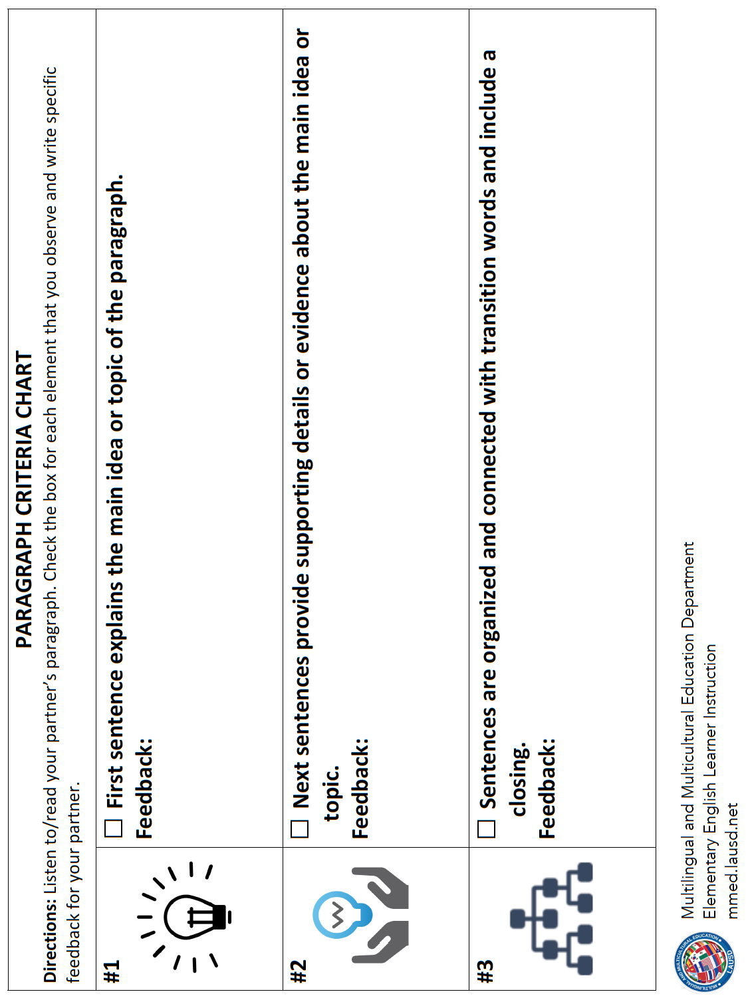 PARAGRAPH CRITERIA CHART
Directions: Listen to/read your partner’s paragraph. Check the box for each element that you observe and write specific
feedback for your partner.
#1
First sentence explains the main idea or topic of the paragraph.
Feedback:
#2
Next sentences provide supporting details or evidence about the main idea or
topic.
Feedback:
#3
Sentences are organized and connected with transition words and include a
closing.
Feedback:
MULTILINGUAL AND MULTICULTURAL EDUCATION
LAUSD
Multilingual and Multicultural Education Department
Elementary English Learner Instruction
mmed.lausd.net